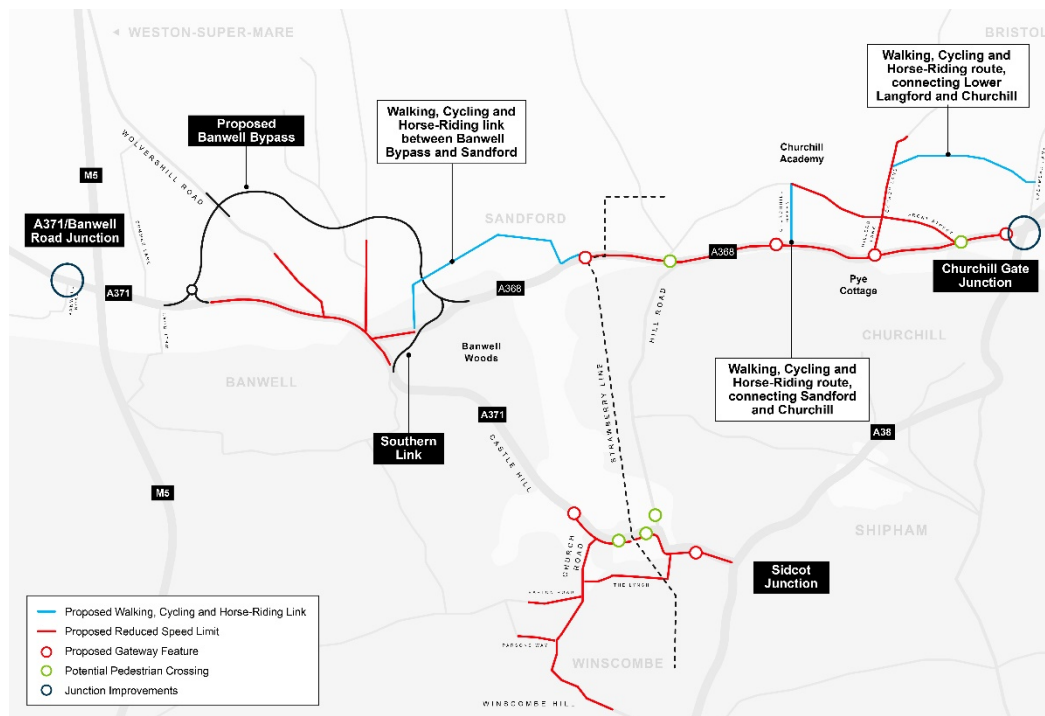 WESTON-SUPER-MARE
BRISTOL
Walking, Cycling and
Horse-Riding route,
connecting Lower
Langford and Churchill
Walking, Cycling and
Horse-Riding link
between Banwell
Bypass and Sandford
Proposed
Banwell Bypass
WOLVERSHILL ROAD
M5
Churchill
Academy
A371/Banwell
Road Junction
SANDFORD
A368
A371
A368
Pye
Cottage
Churchill Gate
Junction
HILL ROAD
CHURCHILL
Banwell
Woods
BANWELL
Walking, Cycling and
Horse-Riding route,
connecting Sandford
and Churchill
STRAWBERRY LINE
A371
A38
Southern
Link
CASTLE HILL
M5
SHIPHAM
CHURCH
ROAD
Sidcot
Junction
THE LYNCH
PARSONS WAY
WINSCOMBE
WINSCOMBE HILL
Proposed Walking, Cycling and Horse-Riding Link
Proposed Reduced Speed Limit
Proposed Gateway Feature
Potential Pedestrian Crossing
Junction Improvements